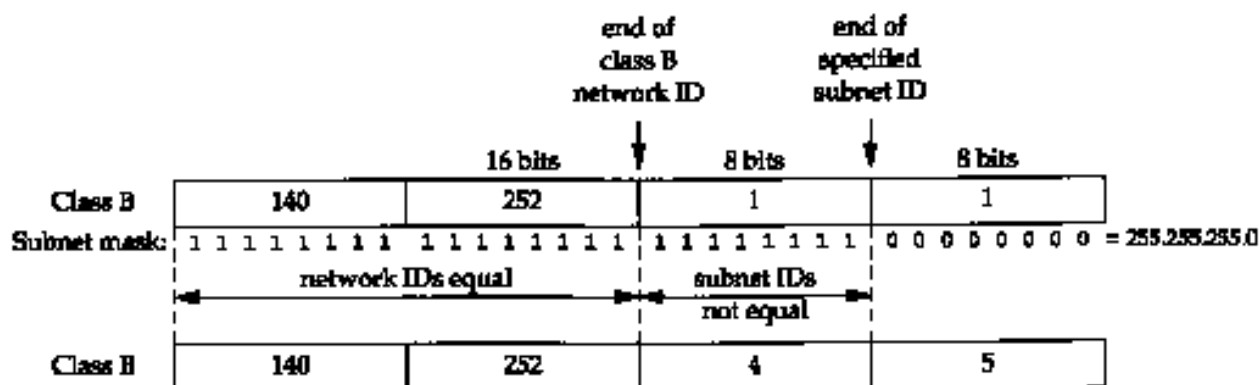 end of
class B
network ID
end of
specified
subnet ID
16 bits 8 bits 8 bits
Class B 140 252 1 1
Subnet mask: 1 1 1 1 1 1 1 1 1 1 1 1 1 1 1 1 1 1 1 1 1 1 1 1 0 0 0 0 0 0 0 0 = 255.255.255.0
network IDs equal subnet IDs
not equal
Class B 140 252 4 5